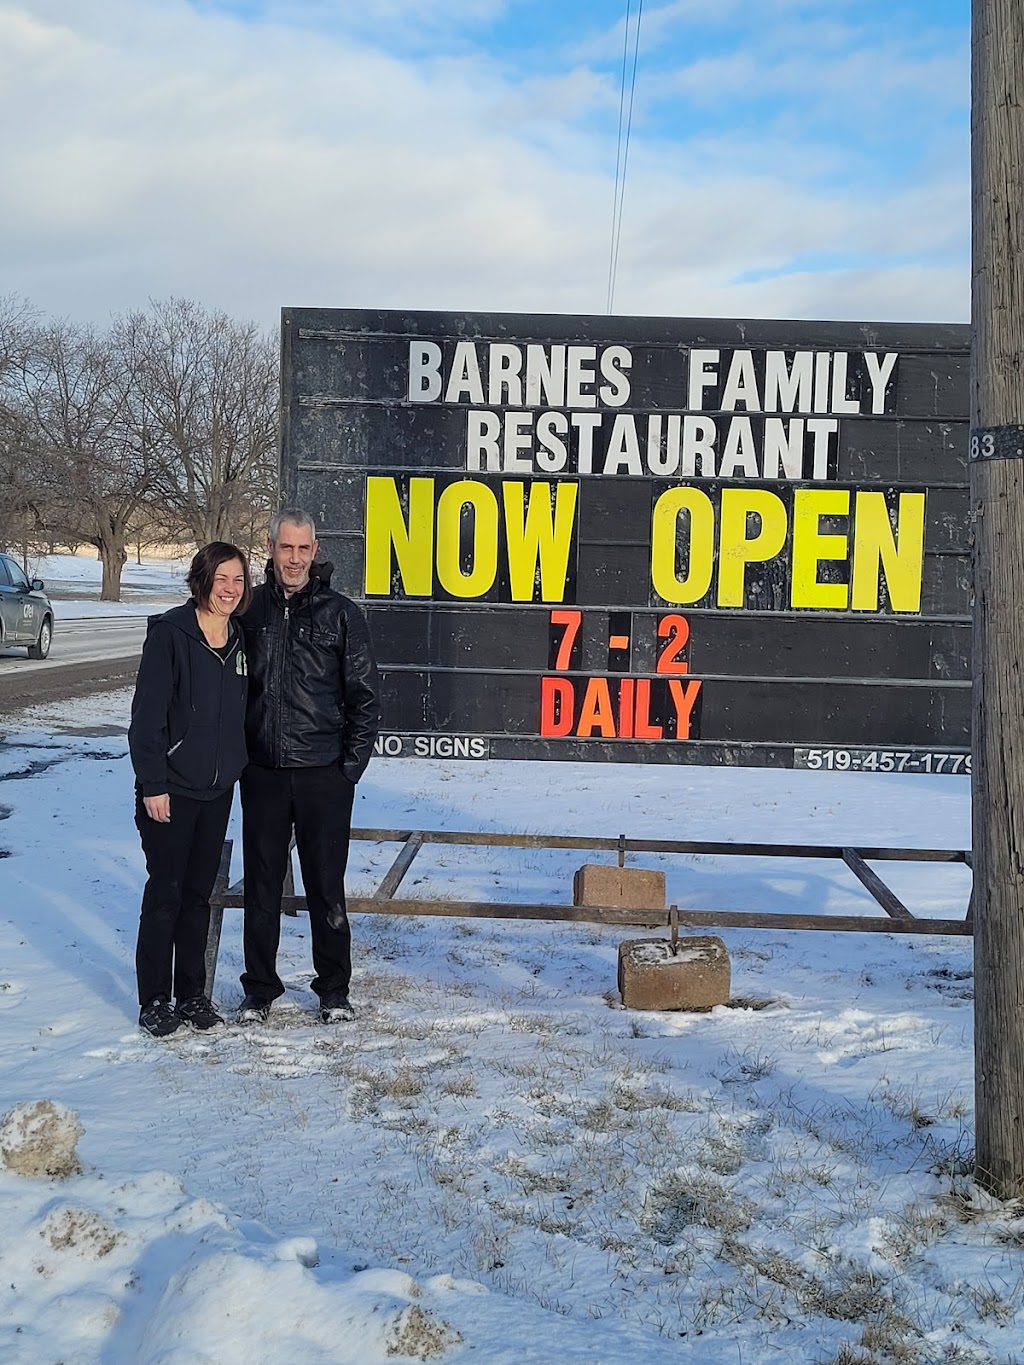 BARNES FAMILY
RESTAURANT
NOW OPEN
7 - 2
DAILY
NO SIGNS
519-457-1779
83